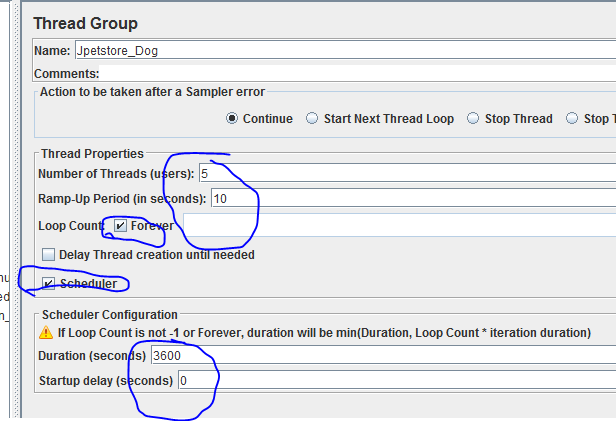 Thread Group
Name: Jpetstore_Dog
Comments:
Action to be taken after a Sampler error
Continue Start Next Thread Loop Stop Thread Stop T
Thread Properties
Number of Threads (users): 5
Ramp-Up Period (in seconds): 10
Loop Count: Forever
Delay Thread creation until needed
nu
Scheduler
ed
n_
Scheduler Configuration
If Loop Count is not -1 or Forever, duration will be min(Duration, Loop Count * iteration duration)
Duration (seconds) 3600
Startup delay (seconds) 0